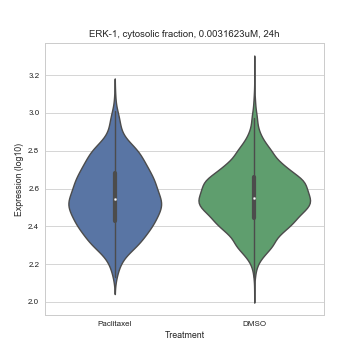 ERK-1, cytosolic fraction, 0.0031623uM, 24h
3.2
3.0
2.8
2.6
2.4
2.2
2.0
Expression (log10)
Paclitaxel
DMSO
Treatment